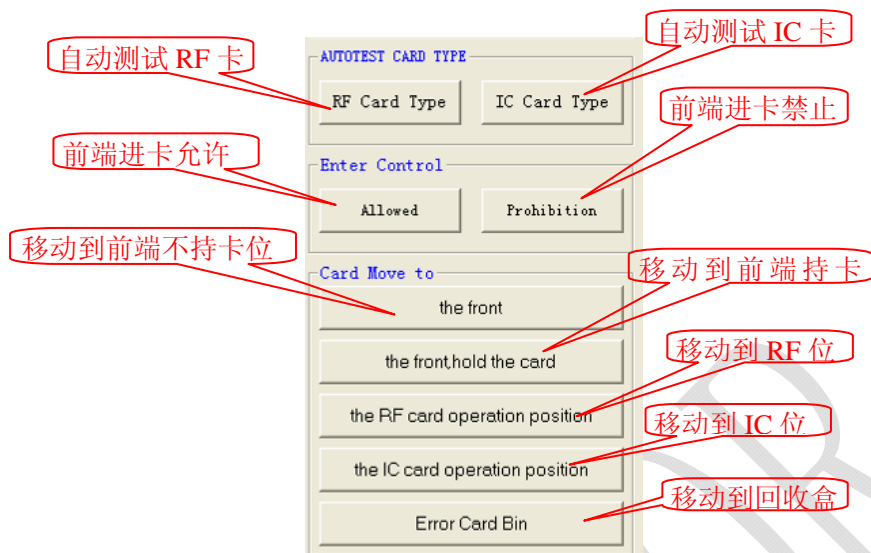 自动测试 RF 卡
自动测试 IC 卡
AUTOTEST CARD TYPE
RF Card Type
IC Card Type
前端进卡禁止
前端进卡允许
Enter Control
Allowed
Prohibition
移动到前端不持卡位
Card Move to
移动到前端持卡
the front
the front,hold the card
移动到 RF 位
the RF card operation position
移动到 IC 位
the IC card operation position
移动到回收盒
Error Card Bin